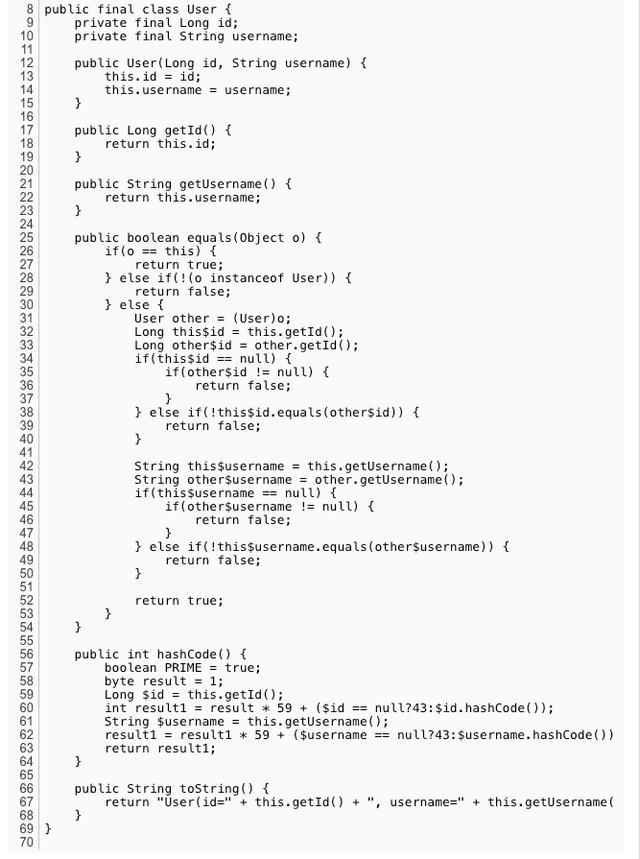 8 public final class User {
9     private final Long id;
10     private final String username;
11
12     public User(Long id, String username) {
13         this.id = id;
14         this.username = username;
15     }
16
17     public Long getId() {
18         return this.id;
19     }
20
21     public String getUsername() {
22         return this.username;
23     }
24
25     public boolean equals(Object o) {
26         if(o == this) {
27             return true;
28         } else if(!(o instanceof User)) {
29             return false;
30         } else {
31             User other = (User)o;
32             Long this$id = this.getId();
33             Long other$id = other.getId();
34             if(this$id == null) {
35                 if(other$id != null) {
36                     return false;
37                 }
38             } else if(!this$id.equals(other$id)) {
39                 return false;
40             }
41
42             String this$username = this.getUsername();
43             String other$username = other.getUsername();
44             if(this$username == null) {
45                 if(other$username != null) {
46                     return false;
47                 }
48             } else if(!this$username.equals(other$username)) {
49                 return false;
50             }
51
52             return true;
53         }
54     }
55
56     public int hashCode() {
57         boolean PRIME = true;
58         byte result = 1;
59         Long $id = this.getId();
60         int result1 = result * 59 + ($id == null?43:$id.hashCode());
61         String $username = this.getUsername();
62         result1 = result1 * 59 + ($username == null?43:$username.hashCode())
63         return result1;
64     }
65
66     public String toString() {
67         return "User(id=" + this.getId() + ", username=" + this.getUsername(
68     }
69 }
70